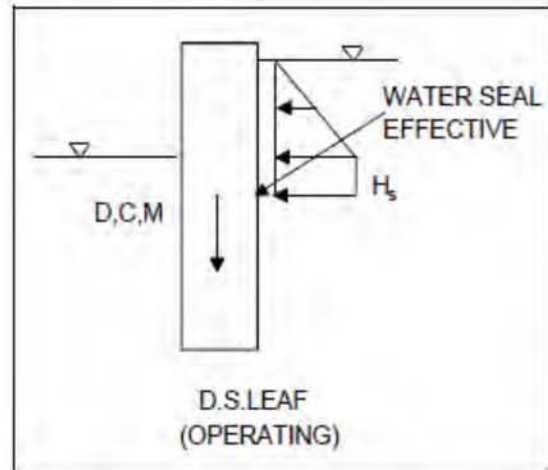 WATER SEAL
EFFECTIVE
D,C,M
Hs
D.S.LEAF
(OPERATING)